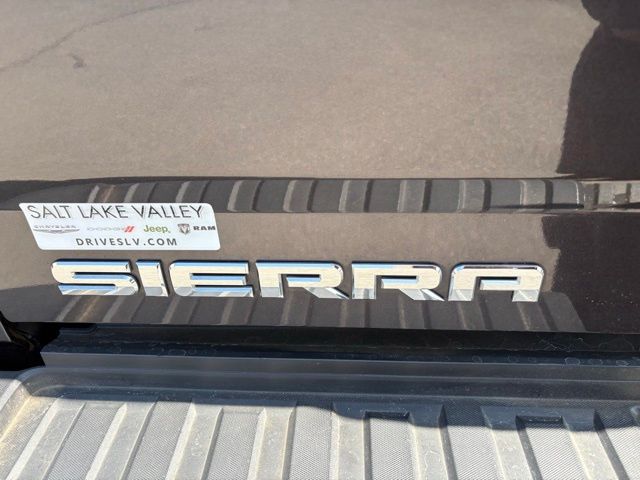 SALT LAKE VALLEY
CHRYSLER DODGE Jeep RAM
DRIVESLV.COM
SIERRA